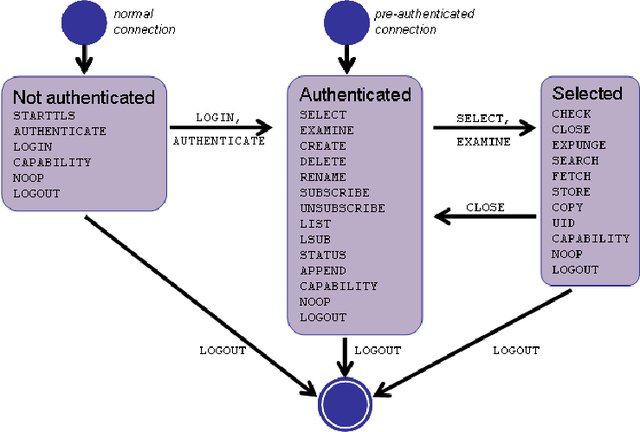 normal
connection
pre-authenticated
connection
Not authenticated
STARTTLS
AUTHENTICATE
LOGIN
CAPABILITY
NOOP
LOGOUT
LOGIN,
AUTHENTICATE
Authenticated
SELECT
EXAMINE
CREATE
DELETE
RENAME
SUBSCRIBE
UNSUBSCRIBE
LIST
LSUB
STATUS
APPEND
CAPABILITY
NOOP
LOGOUT
SELECT,
EXAMINE
CLOSE
Selected
CHECK
CLOSE
EXPUNGE
SEARCH
FETCH
STORE
COPY
UID
CAPABILITY
NOOP
LOGOUT
LOGOUT
LOGOUT
LOGOUT